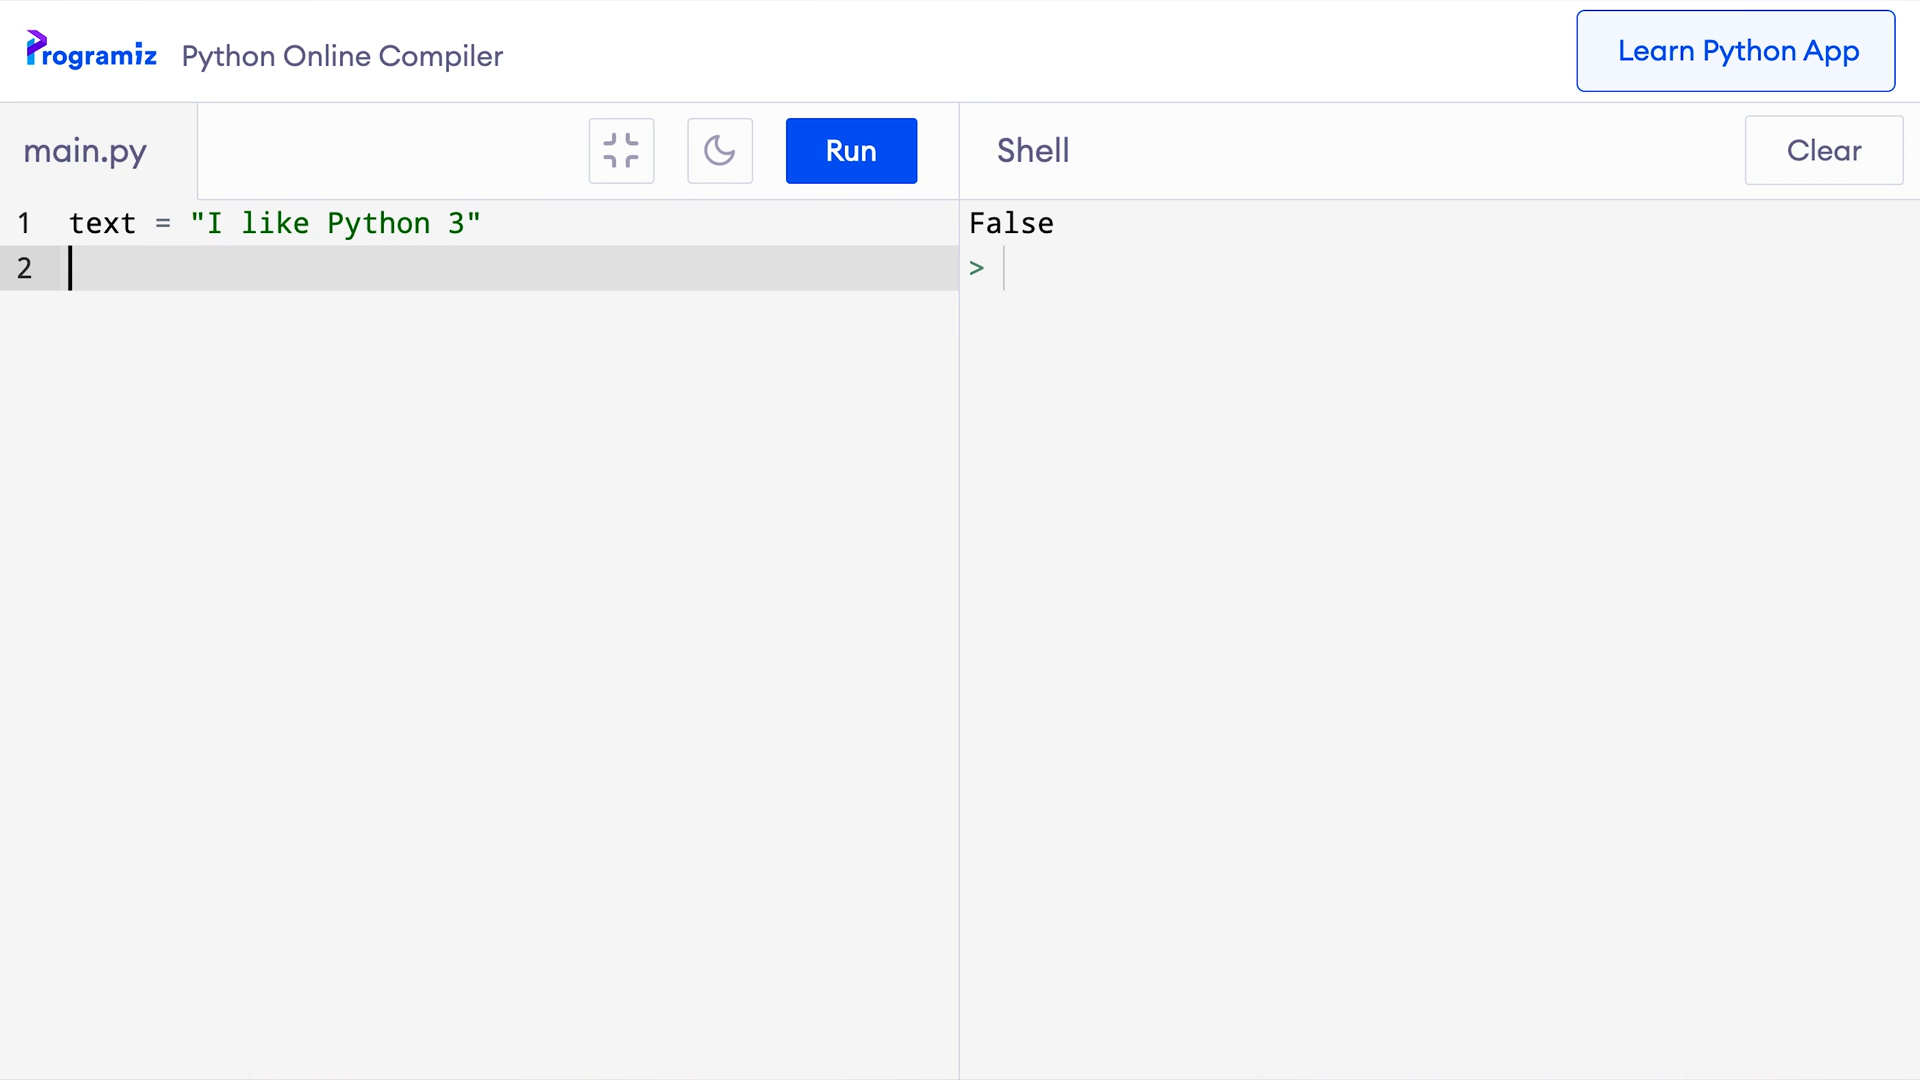 Programiz Python Online Compiler Learn Python App
main.py Run Shell Clear
1 text = "I like Python 3"
2
False
>